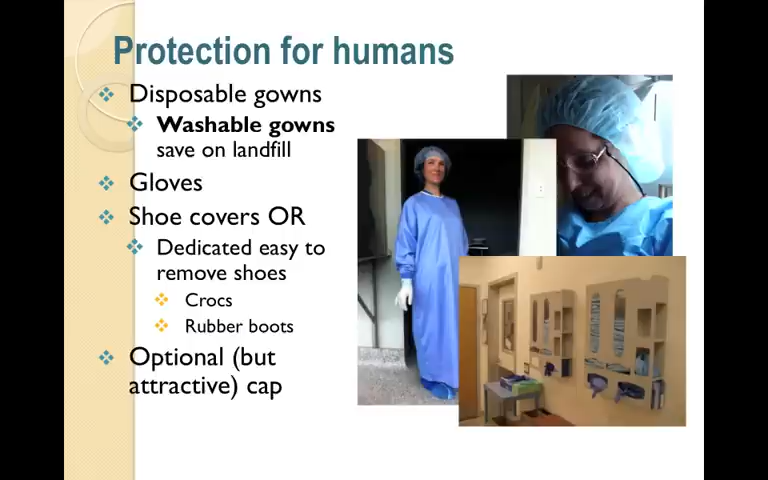 Protection for humans
Disposable gowns
Washable gowns
save on landfill
Gloves
Shoe covers OR
Dedicated easy to
remove shoes
Crocs
Rubber boots
Optional (but
attractive) cap